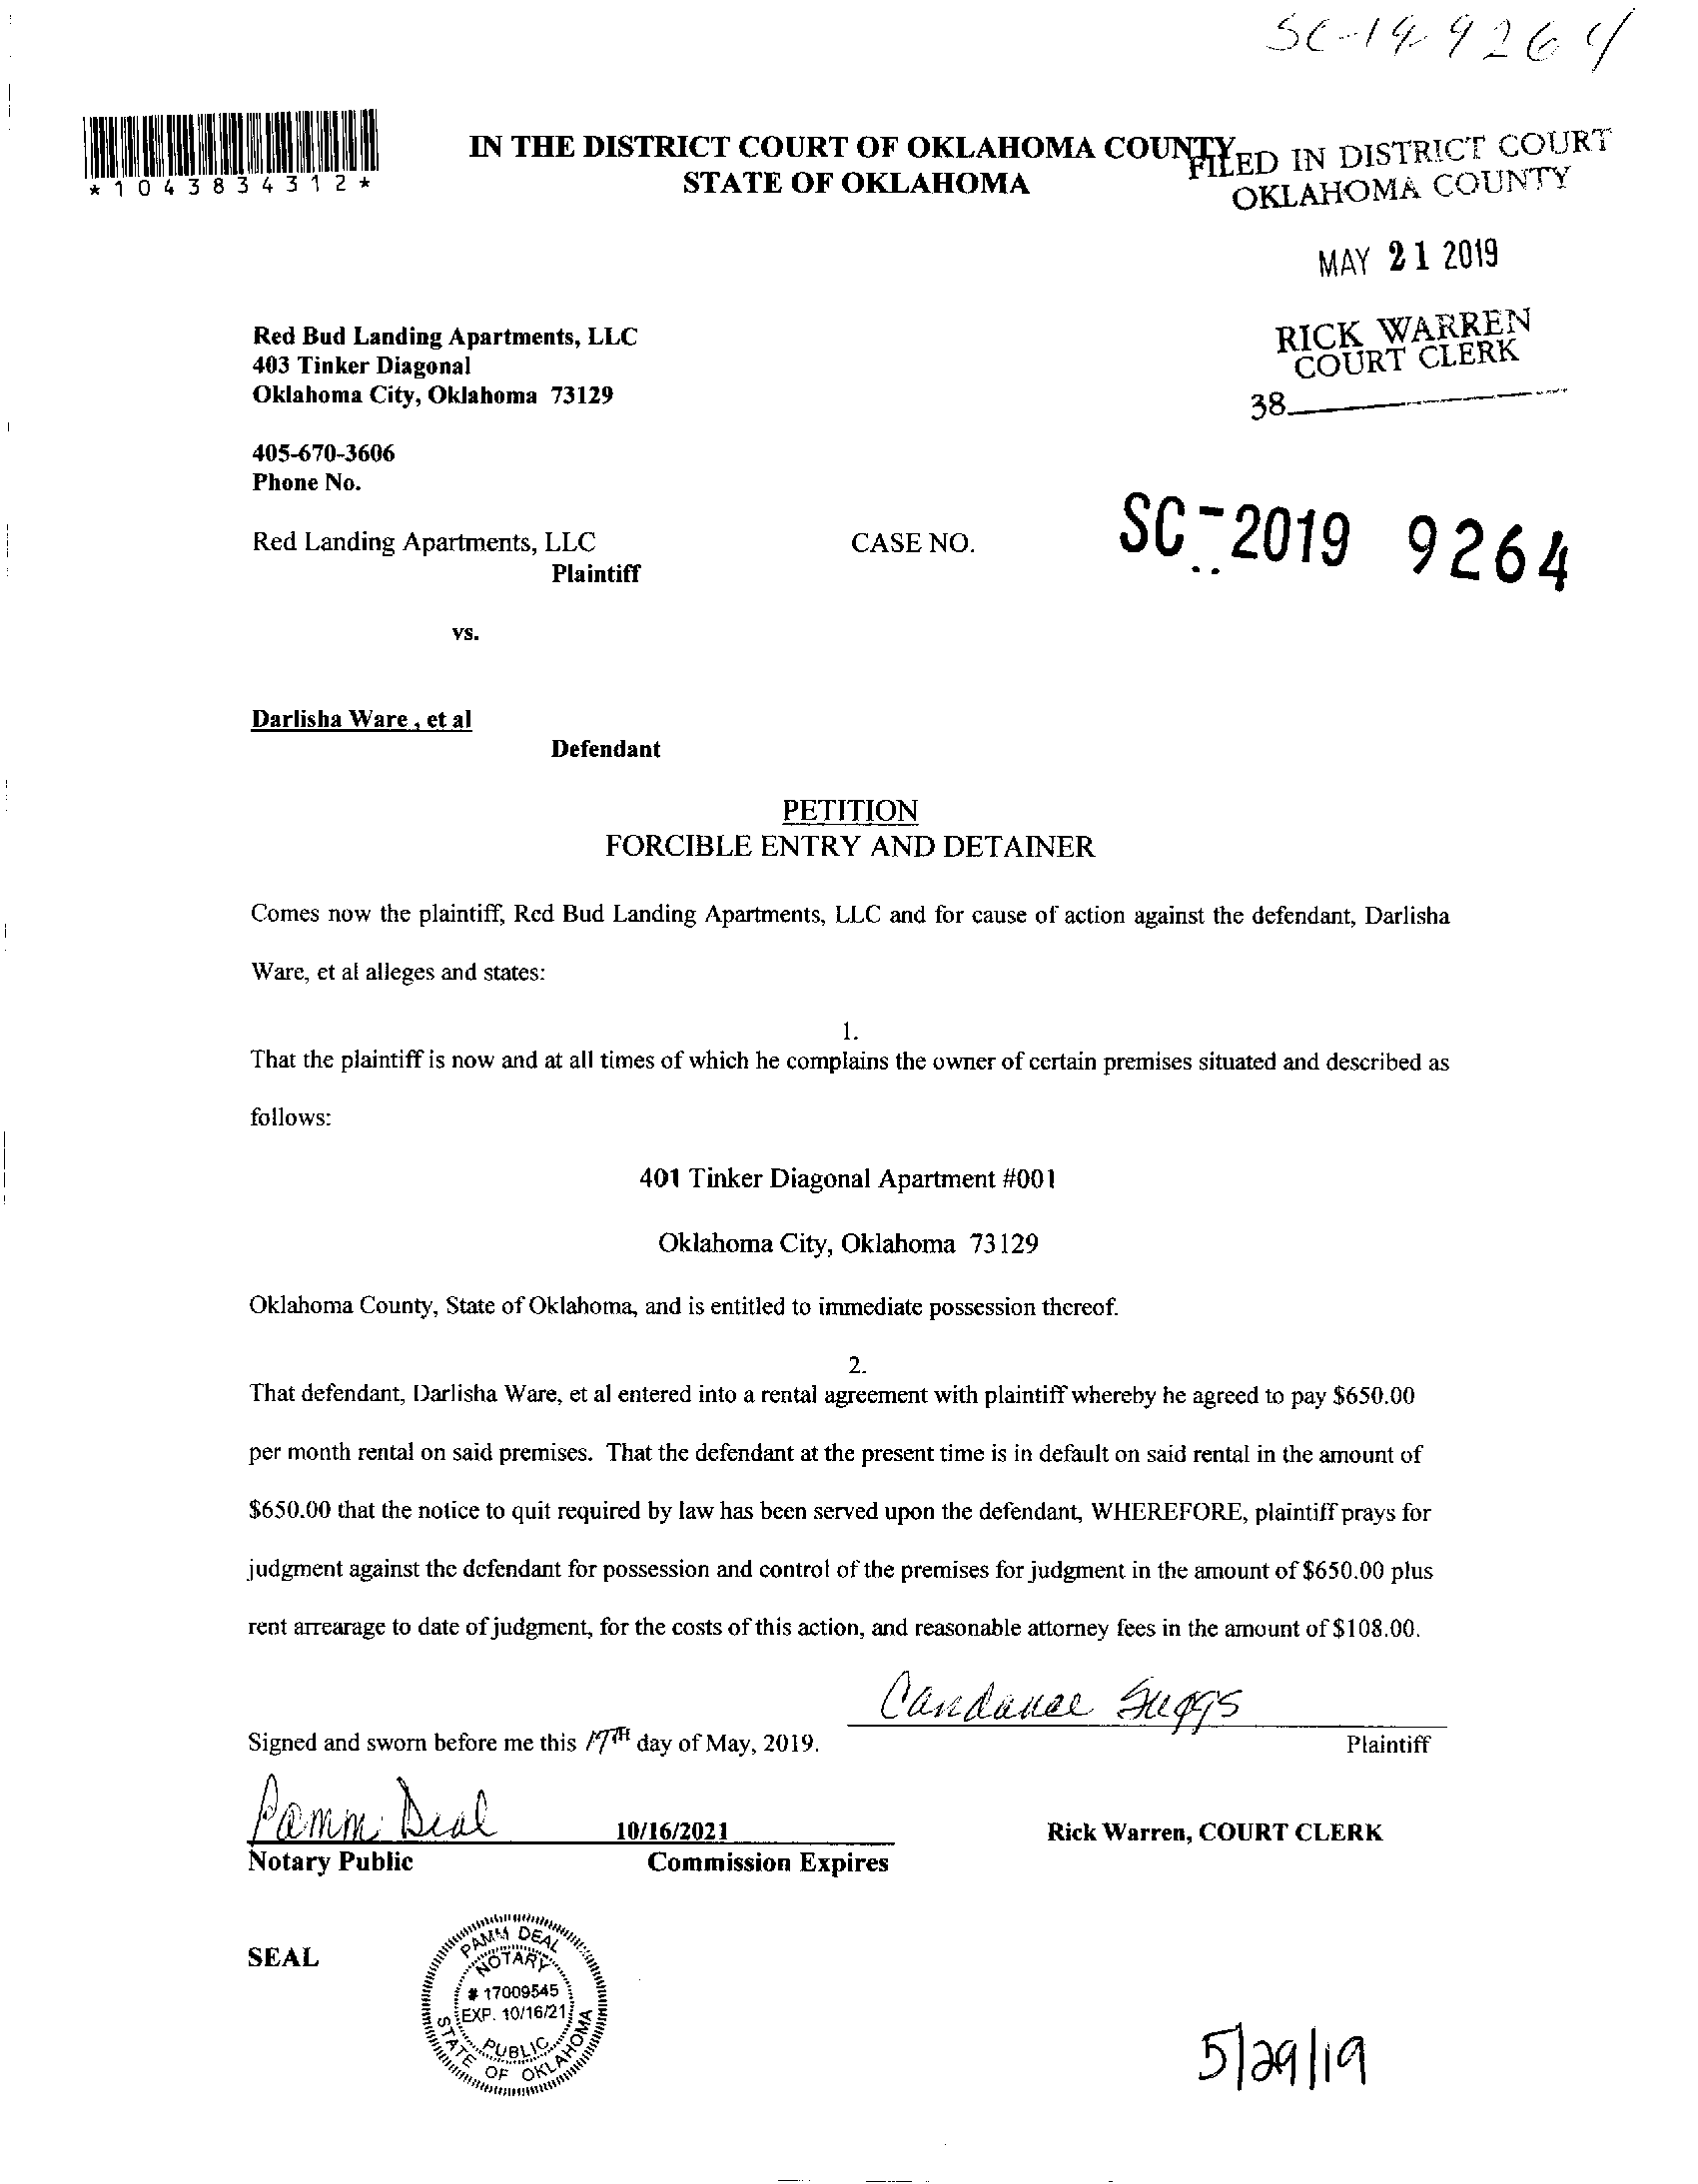 SC-19-9264
*1043834312*
IN THE DISTRICT COURT OF OKLAHOMA COUNTY
STATE OF OKLAHOMA
FILED IN DISTRICT COURT
OKLAHOMA COUNTY
MAY 21 2019
RICK WARREN
COURT CLERK
38
Red Bud Landing Apartments, LLC
403 Tinker Diagonal
Oklahoma City, Oklahoma 73129
405-670-3606
Phone No.
Red Landing Apartments, LLC
Plaintiff
CASE NO. SC-2019 9264
vs.
Darlisha Ware , et al
Defendant
PETITION
FORCIBLE ENTRY AND DETAINER
Comes now the plaintiff, Red Bud Landing Apartments, LLC and for cause of action against the defendant, Darlisha
Ware, et al alleges and states:
1.
That the plaintiff is now and at all times of which he complains the owner of certain premises situated and described as
follows:
401 Tinker Diagonal Apartment #001
Oklahoma City, Oklahoma 73129
Oklahoma County, State of Oklahoma, and is entitled to immediate possession thereof.
2.
That defendant, Darlisha Ware, et al entered into a rental agreement with plaintiff whereby he agreed to pay $650.00
per month rental on said premises. That the defendant at the present time is in default on said rental in the amount of
$650.00 that the notice to quit required by law has been served upon the defendant, WHEREFORE, plaintiff prays for
judgment against the defendant for possession and control of the premises for judgment in the amount of $650.00 plus
rent arrearage to date of judgment, for the costs of this action, and reasonable attorney fees in the amount of $108.00.
Candanae Suggs
Signed and sworn before me this 17TH day of May, 2019.
Plaintiff
Pamm Deal
10/16/2021
Rick Warren, COURT CLERK
Notary Public
Commission Expires
SEAL
PAMM DEAL
NOTARY
# 17009545
EXP. 10/16/21
PUBLIC
STATE OF OKLAHOMA
5/29/19